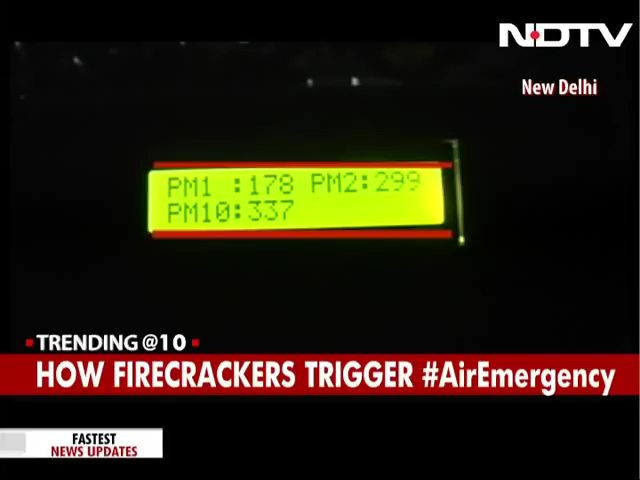 NDTV
New Delhi
PM1 :178 PM2:299
PM10:337
TRENDING @10
HOW FIRECRACKERS TRIGGER #AirEmergency
FASTEST
NEWS UPDATES